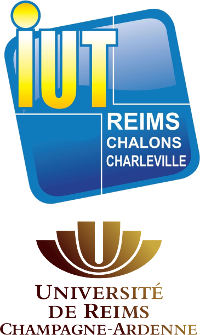 iUT
REIMS
CHALONS
CHARLEVILLE
UNIVERSITÉ
DE REIMS
CHAMPAGNE-ARDENNE